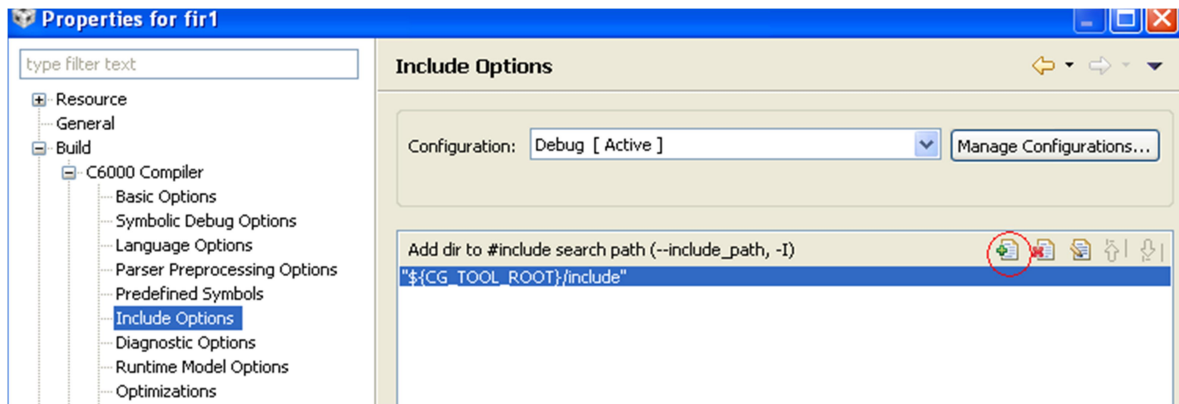 Properties for fir1
type filter text
Resource
General
Build
C6000 Compiler
Basic Options
Symbolic Debug Options
Language Options
Parser Preprocessing Options
Predefined Symbols
Include Options
Diagnostic Options
Runtime Model Options
Optimizations
Include Options
Configuration: Debug [ Active ] Manage Configurations...
Add dir to #include search path (--include_path, -I)
"${CG_TOOL_ROOT}/include"